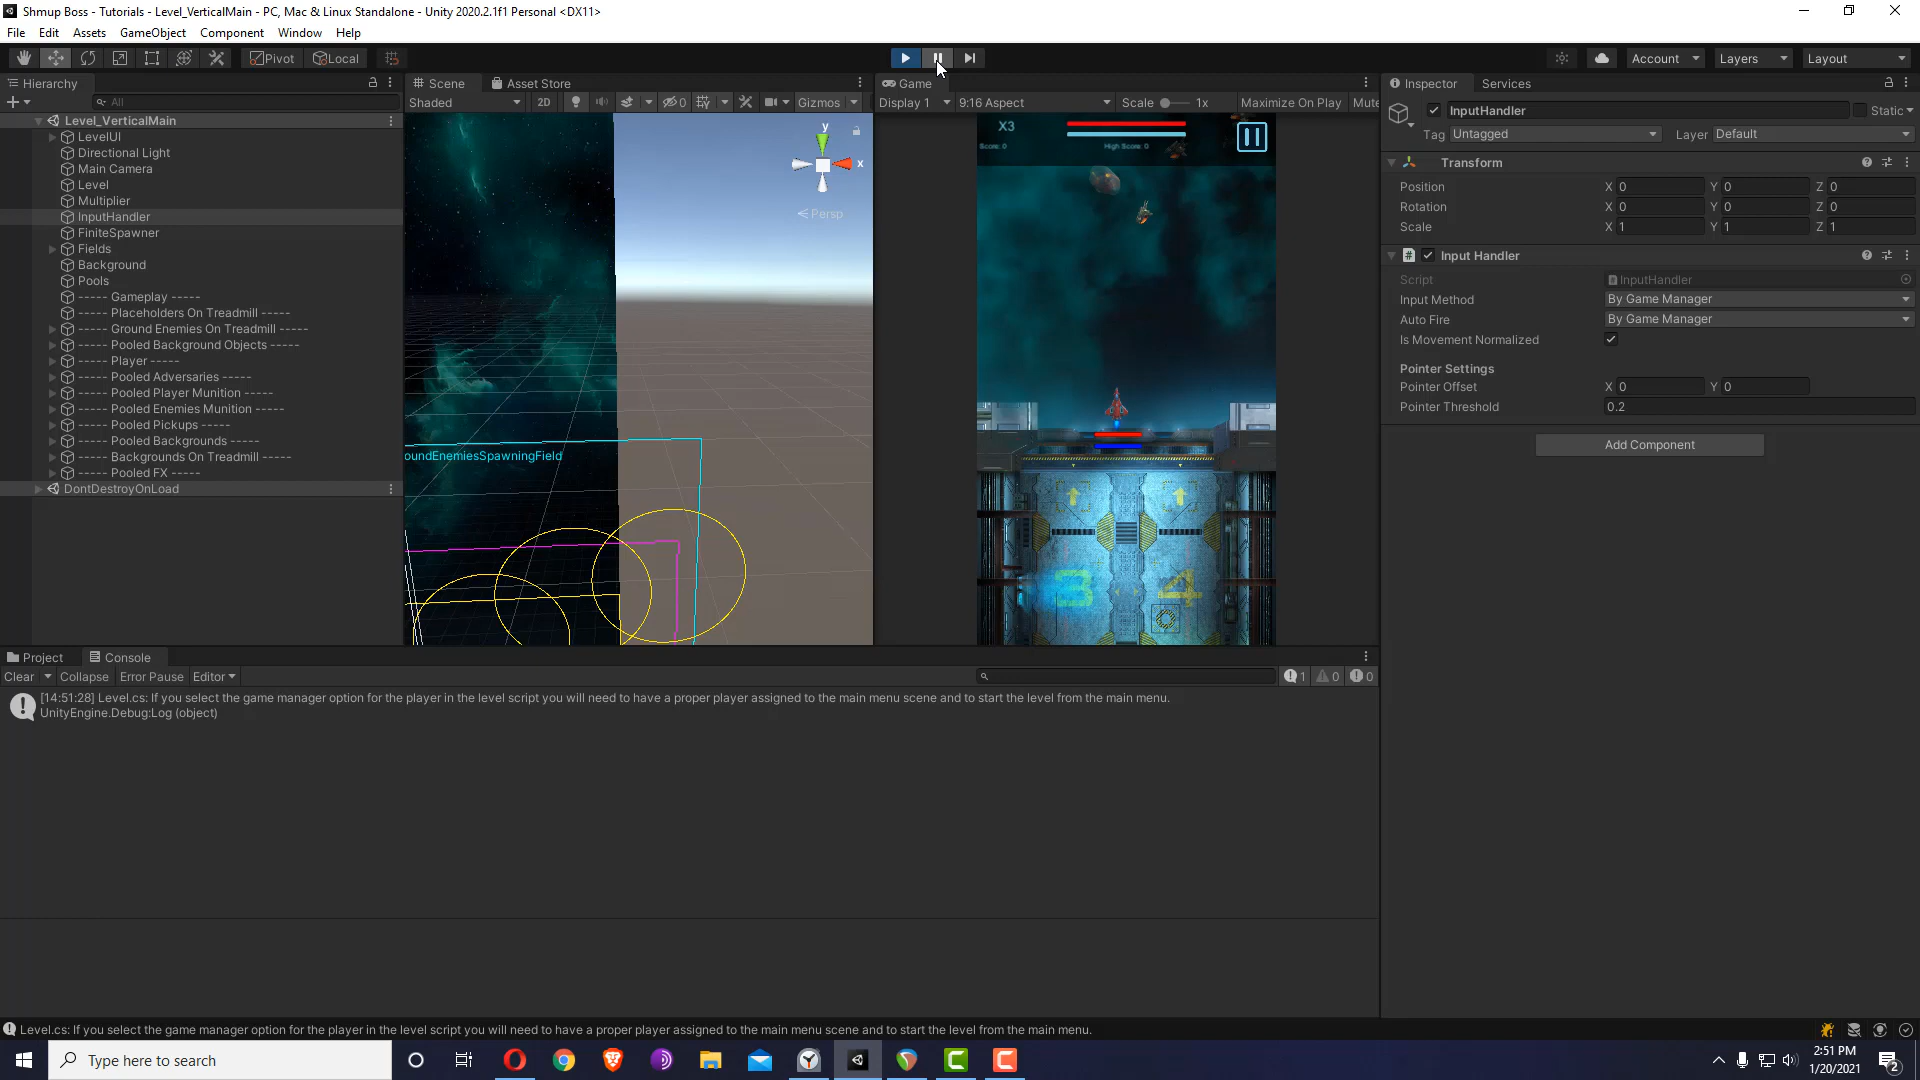 Shmup Boss - Tutorials - Level_VerticalMain - PC, Mac & Linux Standalone - Unity 2020.2.1f1 Personal <DX11>
File Edit Assets GameObject Component Window Help
Pivot Local Account Layers Layout
Hierarchy
All
Level_VerticalMain
LevelUI
Directional Light
Main Camera
Level
Multiplier
InputHandler
FiniteSpawner
Fields
Background
Pools
----- Gameplay -----
----- Placeholders On Treadmill -----
----- Ground Enemies On Treadmill -----
----- Pooled Background Objects -----
----- Player -----
----- Pooled Adversaries -----
----- Pooled Player Munition -----
----- Pooled Enemies Munition -----
----- Pooled Pickups -----
----- Pooled Backgrounds -----
----- Backgrounds On Treadmill -----
----- Pooled FX -----
DontDestroyOnLoad
Scene Asset Store
Shaded 2D 0 Gizmos
y
x
Persp
oundEnemiesSpawningField
Game
Display 1 9:16 Aspect Scale 1x Maximize On Play Mute
X3
Score: 0 High Score: 0
3 4
Inspector Services
InputHandler Static
Tag Untagged Layer Default
Transform
Position X 0 Y 0 Z 0
Rotation X 0 Y 0 Z 0
Scale X 1 Y 1 Z 1
# Input Handler
Script InputHandler
Input Method By Game Manager
Auto Fire By Game Manager
Is Movement Normalized
Pointer Settings
Pointer Offset X 0 Y 0
Pointer Threshold 0.2
Add Component
Project Console
Clear Collapse Error Pause Editor 1 0 0
[14:51:28] Level.cs: If you select the game manager option for the player in the level script you will need to have a proper player assigned to the main menu scene and to start the level from the main menu.
UnityEngine.Debug:Log (object)
Level.cs: If you select the game manager option for the player in the level script you will need to have a proper player assigned to the main menu scene and to start the level from the main menu.
Type here to search
2:51 PM
1/20/2021
2